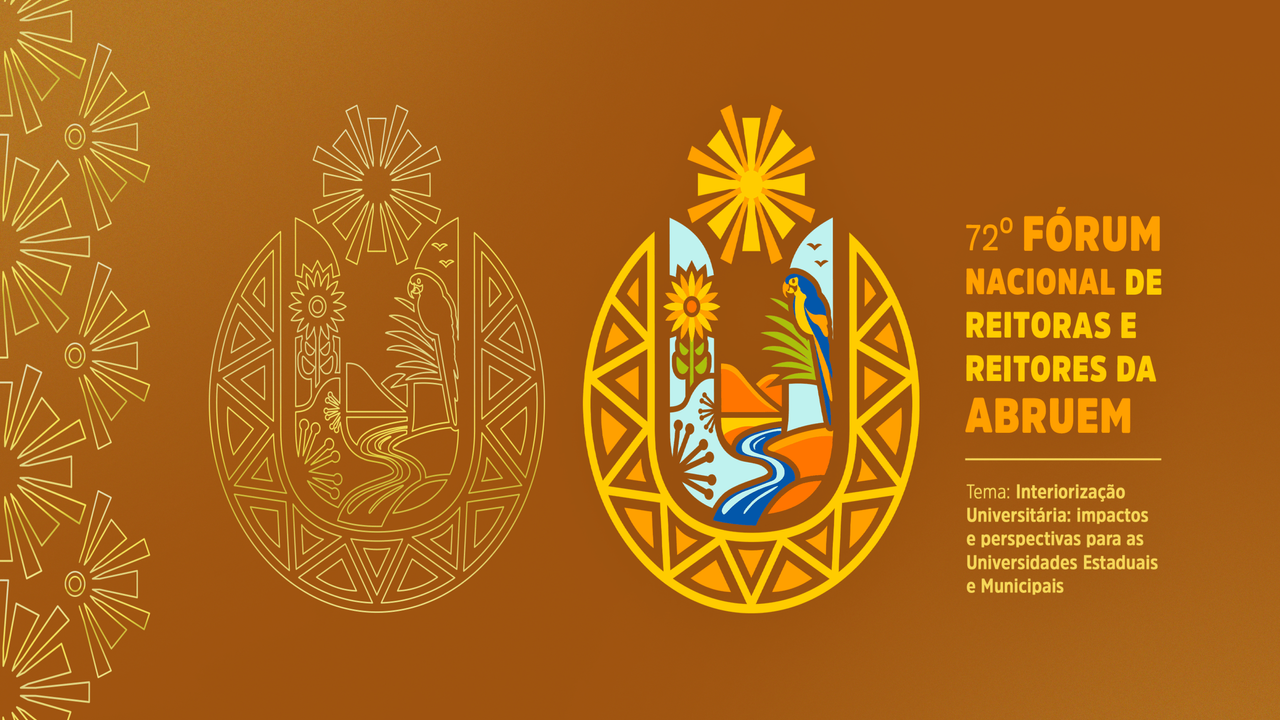 72º FÓRUM
NACIONAL DE
REITORAS E
REITORES DA
ABRUEM
Tema: Interiorização
Universitária: impactos
e perspectivas para as
Universidades Estaduais
e Municipais